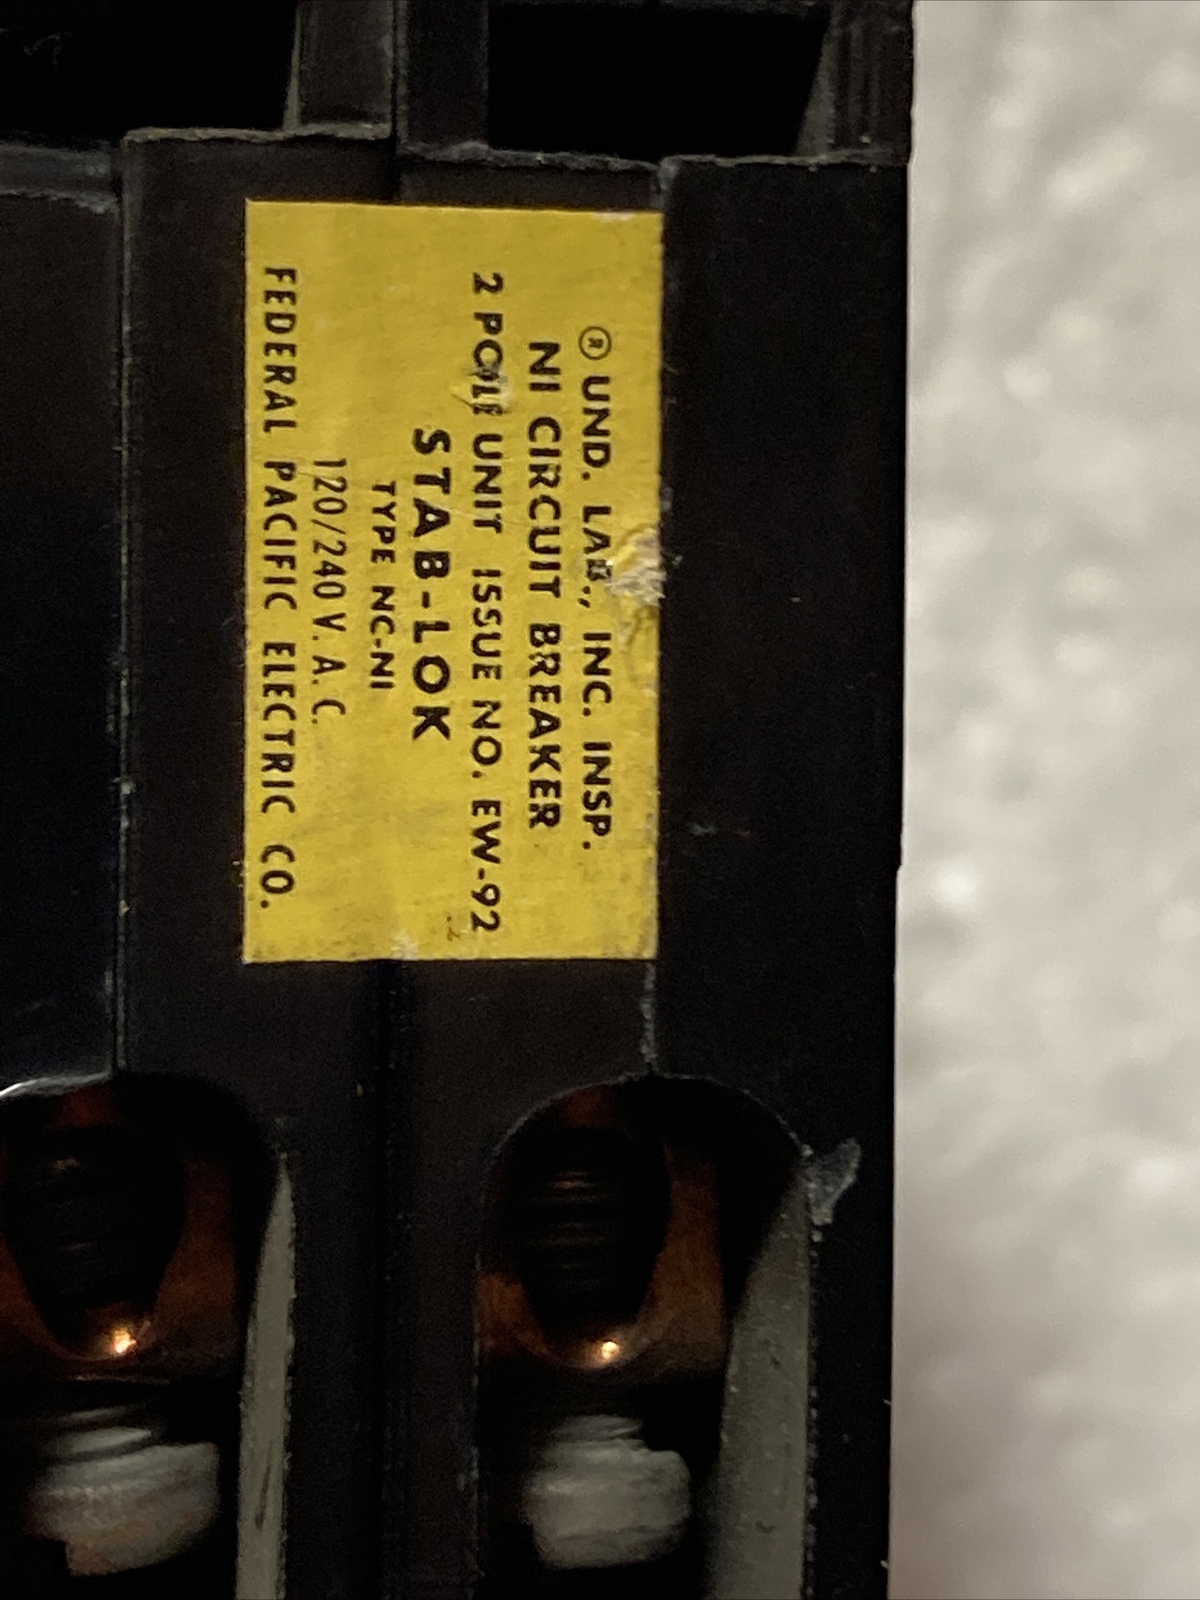 Ⓡ UND. LAB., INC. INSP.
NI CIRCUIT BREAKER
2 POLE UNIT ISSUE NO. EW-92
STAB-LOK
TYPE NC-NI
120/240 V. A. C.
FEDERAL PACIFIC ELECTRIC CO.